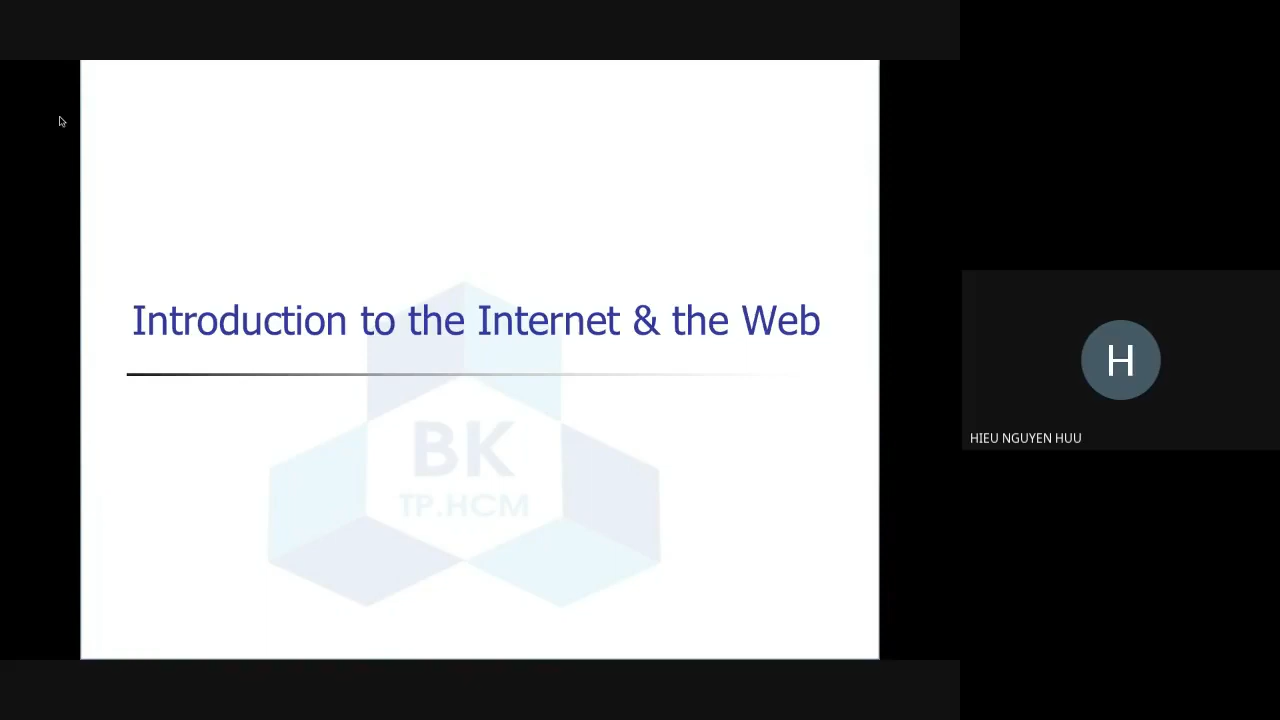 Introduction to the Internet & the Web
BK
TP.HCM
H
HIEU NGUYEN HUU